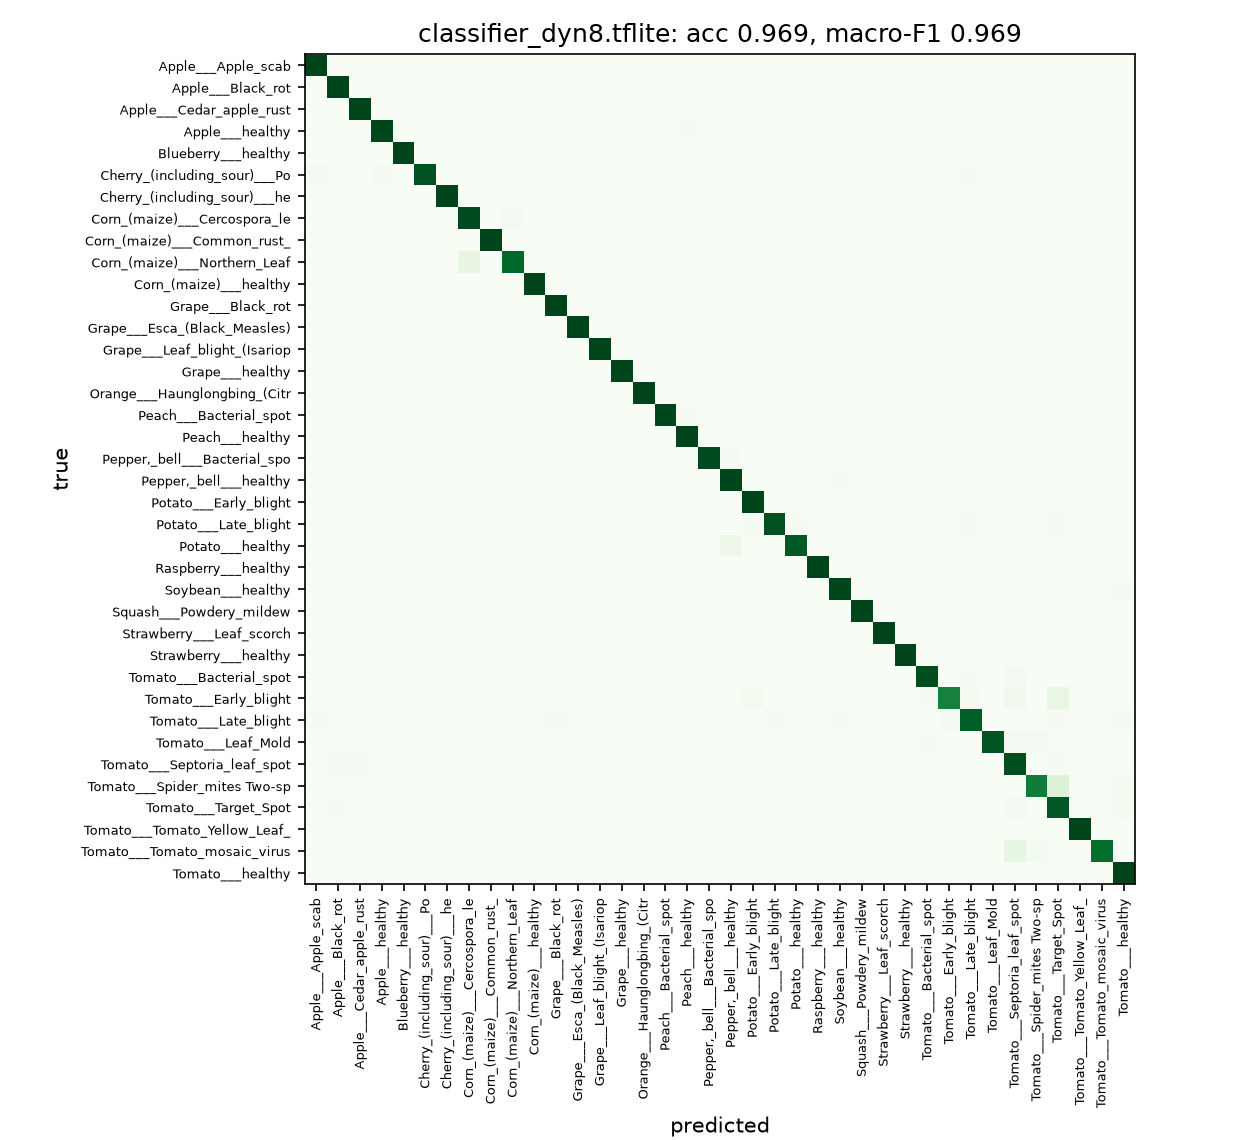 classifier_dyn8.tflite: acc 0.969, macro-F1 0.969
true
Apple___Apple_scab
Apple___Black_rot
Apple___Cedar_apple_rust
Apple___healthy
Blueberry___healthy
Cherry_(including_sour)___Po
Cherry_(including_sour)___he
Corn_(maize)___Cercospora_le
Corn_(maize)___Common_rust_
Corn_(maize)___Northern_Leaf
Corn_(maize)___healthy
Grape___Black_rot
Grape___Esca_(Black_Measles)
Grape___Leaf_blight_(Isariop
Grape___healthy
Orange___Haunglongbing_(Citr
Peach___Bacterial_spot
Peach___healthy
Pepper,_bell___Bacterial_spo
Pepper,_bell___healthy
Potato___Early_blight
Potato___Late_blight
Potato___healthy
Raspberry___healthy
Soybean___healthy
Squash___Powdery_mildew
Strawberry___Leaf_scorch
Strawberry___healthy
Tomato___Bacterial_spot
Tomato___Early_blight
Tomato___Late_blight
Tomato___Leaf_Mold
Tomato___Septoria_leaf_spot
Tomato___Spider_mites Two-sp
Tomato___Target_Spot
Tomato___Tomato_Yellow_Leaf_
Tomato___Tomato_mosaic_virus
Tomato___healthy
Apple___Apple_scab
Apple___Black_rot
Apple___Cedar_apple_rust
Apple___healthy
Blueberry___healthy
Cherry_(including_sour)___Po
Cherry_(including_sour)___he
Corn_(maize)___Cercospora_le
Corn_(maize)___Common_rust_
Corn_(maize)___Northern_Leaf
Corn_(maize)___healthy
Grape___Black_rot
Grape___Esca_(Black_Measles)
Grape___Leaf_blight_(Isariop
Grape___healthy
Orange___Haunglongbing_(Citr
Peach___Bacterial_spot
Peach___healthy
Pepper,_bell___Bacterial_spo
Pepper,_bell___healthy
Potato___Early_blight
Potato___Late_blight
Potato___healthy
Raspberry___healthy
Soybean___healthy
Squash___Powdery_mildew
Strawberry___Leaf_scorch
Strawberry___healthy
Tomato___Bacterial_spot
Tomato___Early_blight
Tomato___Late_blight
Tomato___Leaf_Mold
Tomato___Septoria_leaf_spot
Tomato___Spider_mites Two-sp
Tomato___Target_Spot
Tomato___Tomato_Yellow_Leaf_
Tomato___Tomato_mosaic_virus
Tomato___healthy
predicted